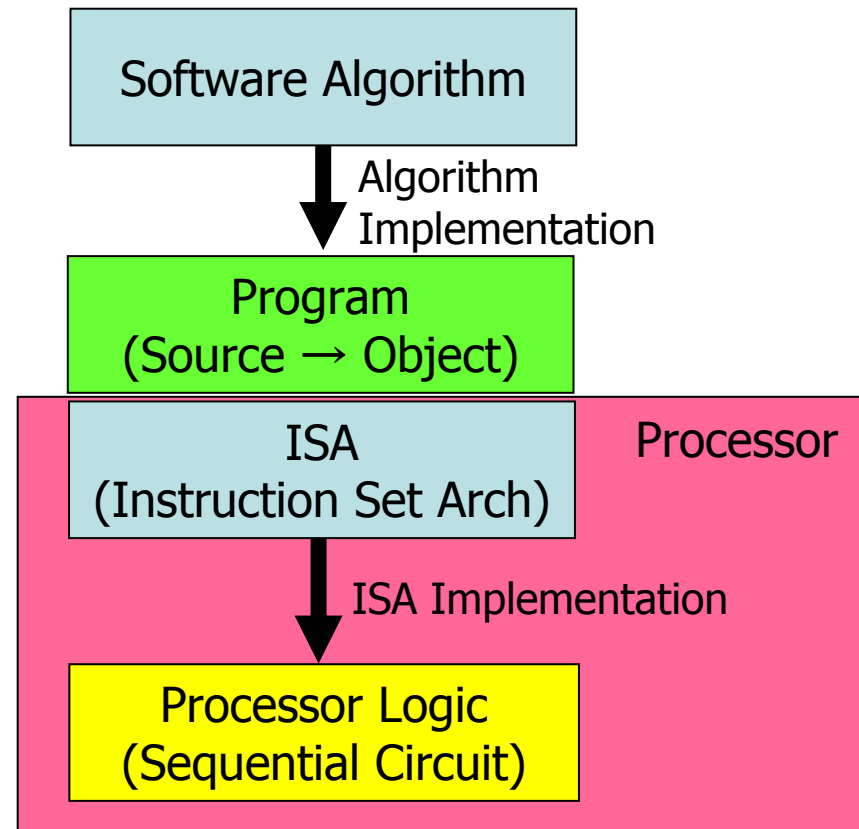 Software Algorithm
Algorithm
Implementation
Program
(Source → Object)
ISA
(Instruction Set Arch)
Processor
ISA Implementation
Processor Logic
(Sequential Circuit)